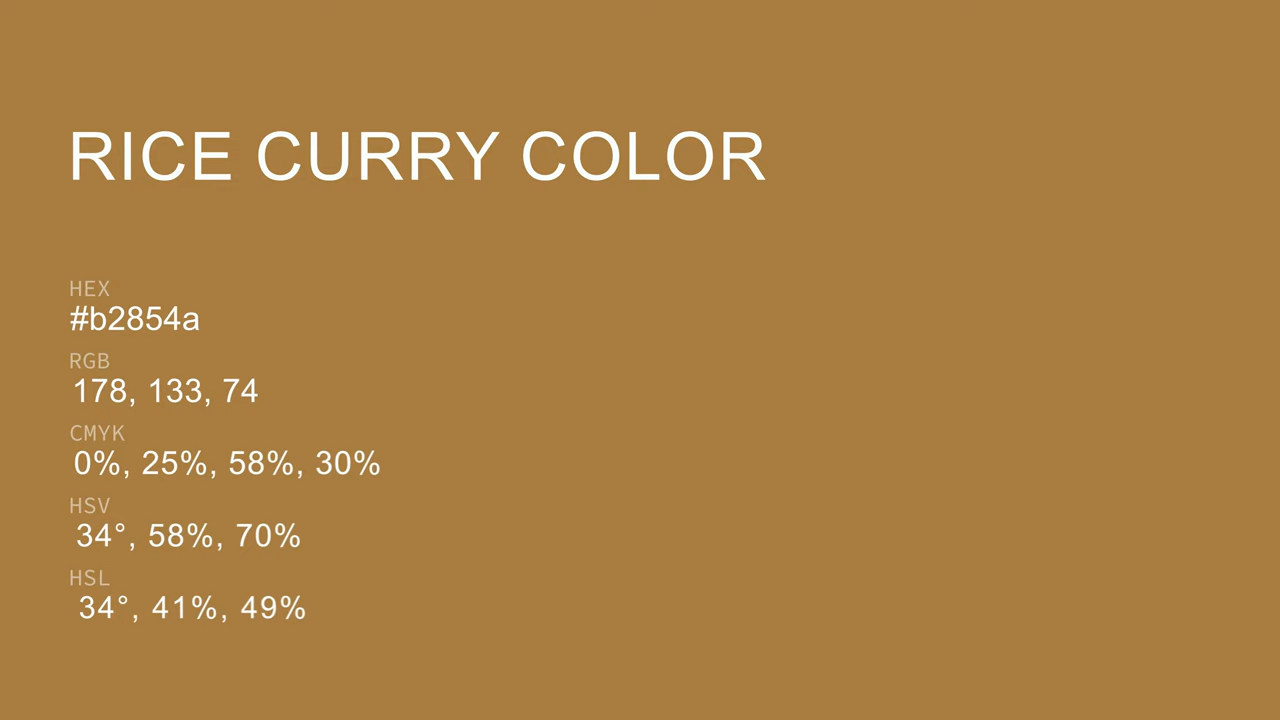 RICE CURRY COLOR
HEX
#b2854a
RGB
178, 133, 74
CMYK
0%, 25%, 58%, 30%
HSV
34°, 58%, 70%
HSL
34°, 41%, 49%